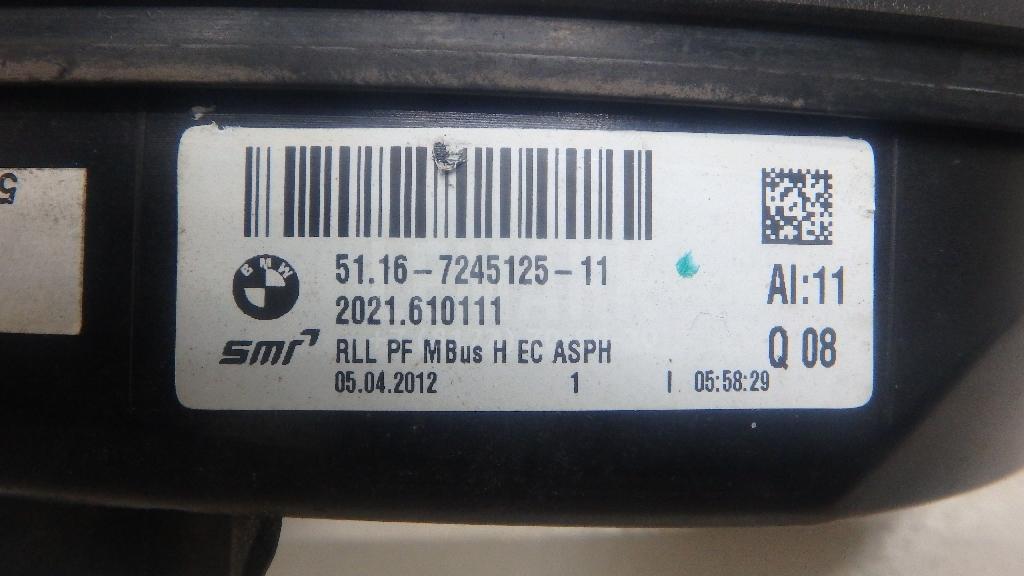 5
BMW
51.16-7245125-11
AI:11
2021.610111
smr
RLL PF MBus H EC ASPH
Q 08
05.04.2012 1 I 05:58:29